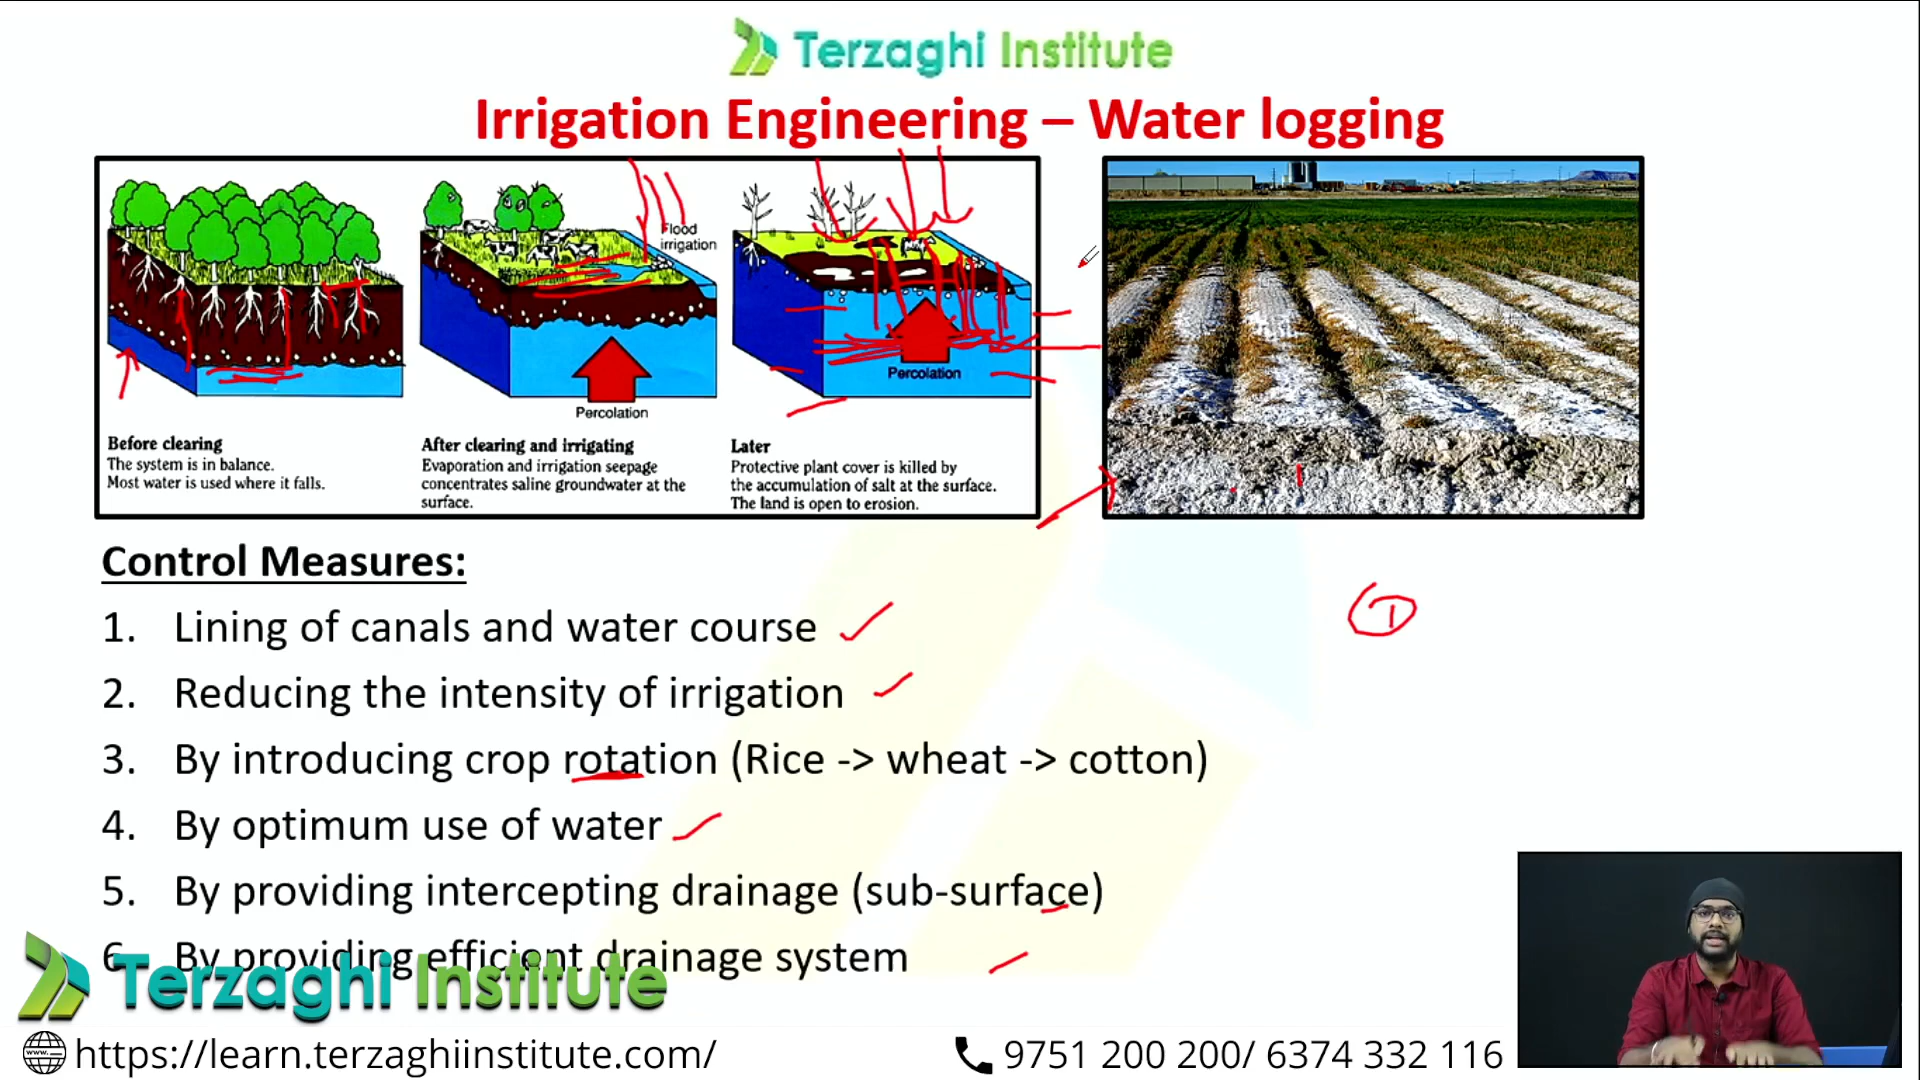 Terzaghi Institute
Irrigation Engineering – Water logging
Flood
irrigation
Percolation
Percolation
Before clearing
The system is in balance.
Most water is used where it falls.
After clearing and irrigating
Evaporation and irrigation seepage
concentrates saline groundwater at the
surface.
Later
Protective plant cover is killed by
the accumulation of salt at the surface.
The land is open to erosion.
Control Measures:
1. Lining of canals and water course
2. Reducing the intensity of irrigation
3. By introducing crop rotation (Rice -> wheat -> cotton)
4. By optimum use of water
5. By providing intercepting drainage (sub-surface)
6. By providing efficient drainage system
Terzaghi Institute
www
https://learn.terzaghiinstitute.com/
9751 200 200/ 6374 332 116